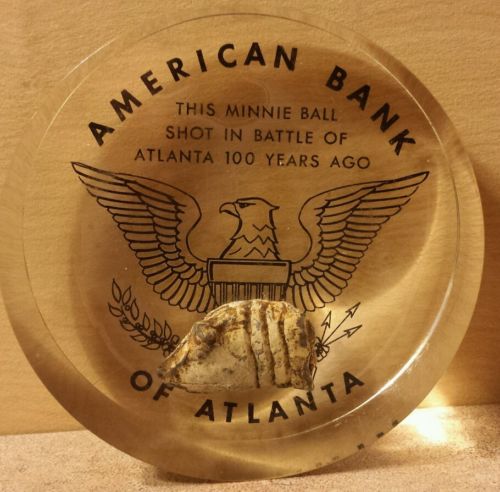 AMERICAN BANK
THIS MINNIE BALL
SHOT IN BATTLE OF
ATLANTA 100 YEARS AGO
OF ATLANTA